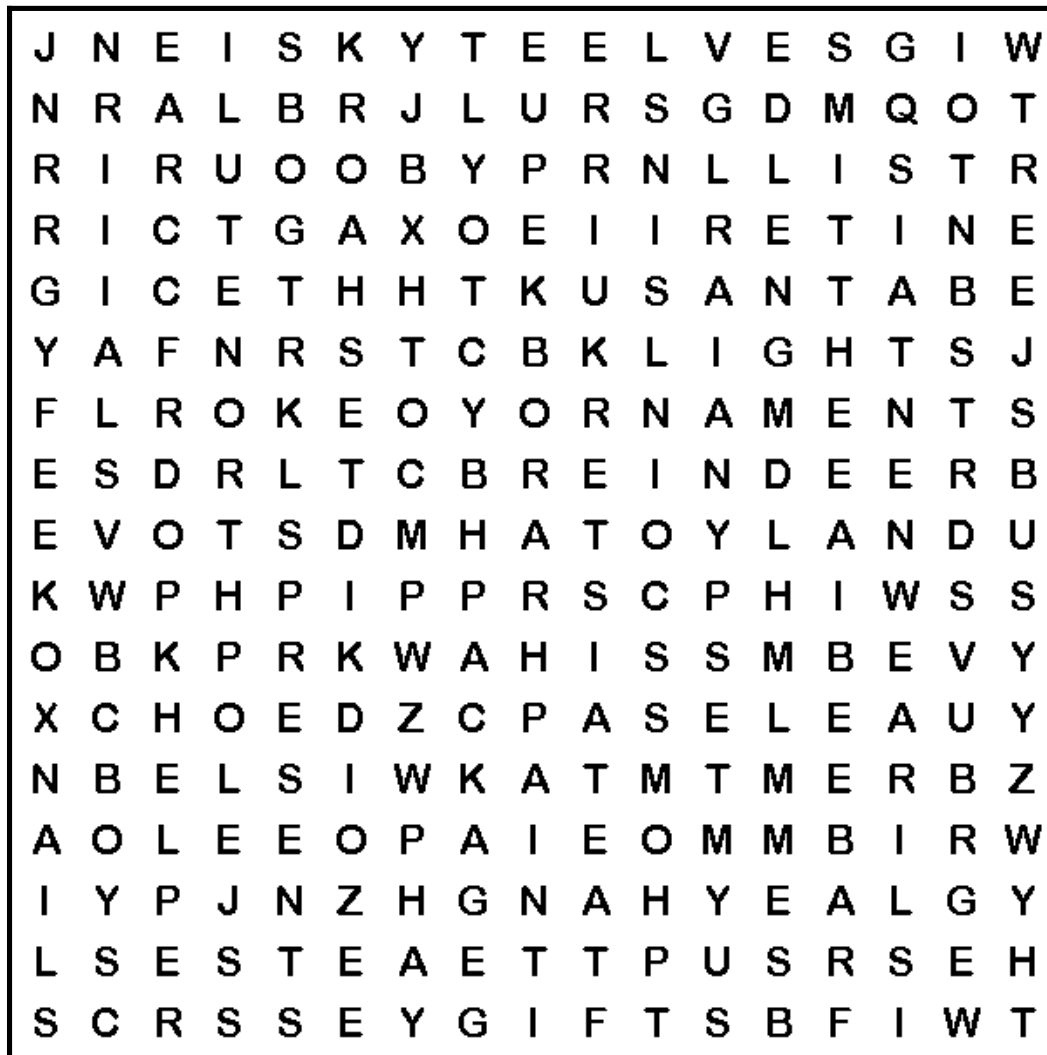 J N E I S K Y T E E L V E S G I W
N R A L B R J L U R S G D M Q O T
R I R U O O B Y P R N L L I S T R
R I C T G A X O E I I R E T I N E
G I C E T H H T K U S A N T A B E
Y A F N R S T C B K L I G H T S J
F L R O K E O Y O R N A M E N T S
E S D R L T C B R E I N D E E R B
E V O T S D M H A T O Y L A N D U
K W P H P I P P R S C P H I W S S
O B K P R K W A H I S S M B E V Y
X C H O E D Z C P A S E L E A U Y
N B E L S I W K A T M T M E R B Z
A O L E E O P A I E O M M B I R W
I Y P J N Z H G N A H Y E A L G Y
L S E S T E A E T T P U S R S E H
S C R S S E Y G I F T S B F I W T